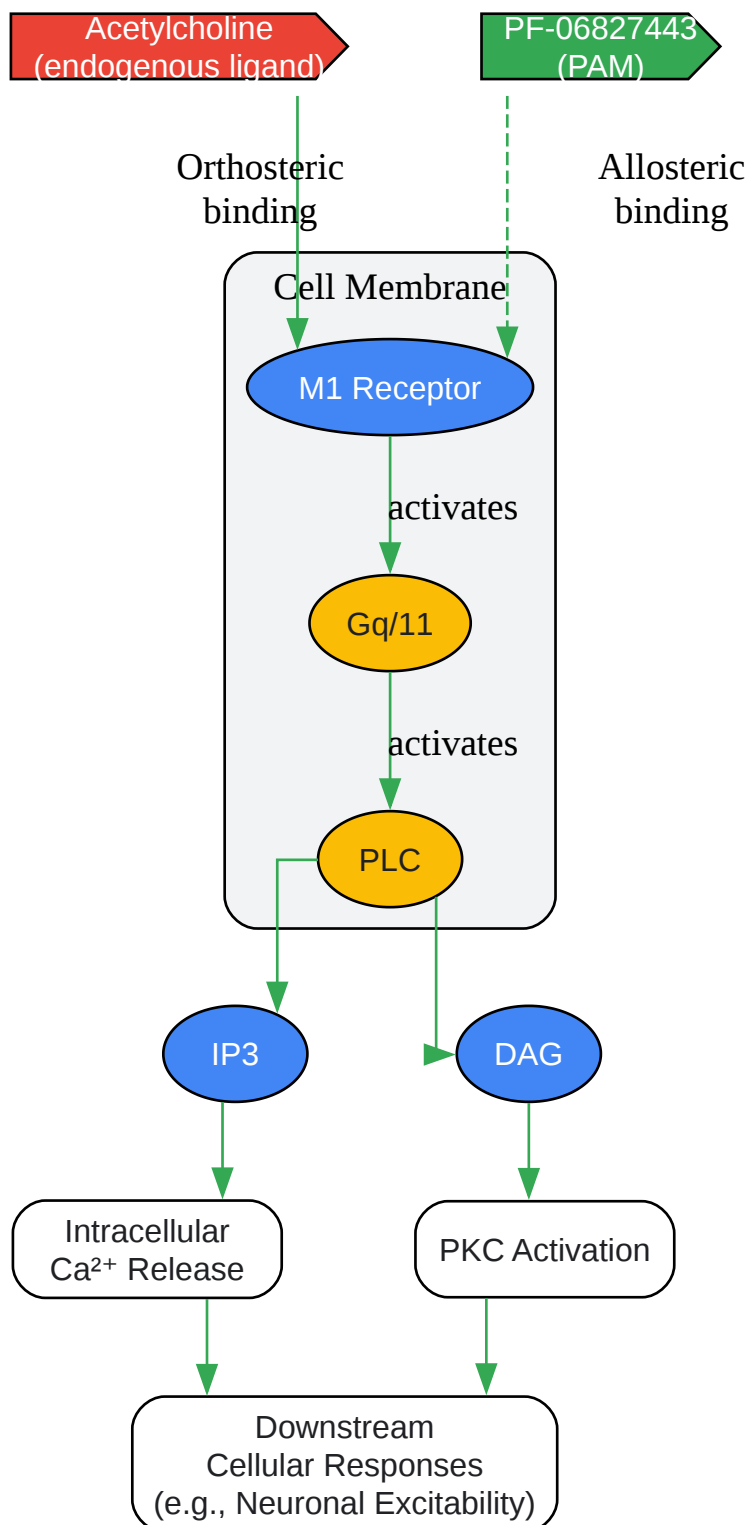 Acetylcholine
(endogenous ligand)
PF-06827443
(PAM)
Orthosteric
binding
Allosteric
binding
Cell Membrane
M1 Receptor
activates
Gq/11
activates
PLC
IP3
DAG
Intracellular
Ca²⁺ Release
PKC Activation
Downstream
Cellular Responses
(e.g., Neuronal Excitability)